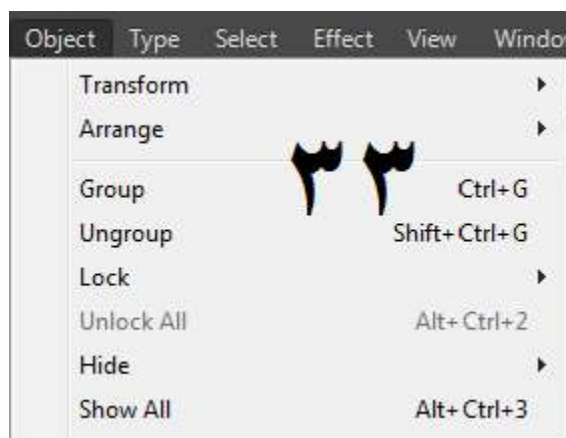 Object Type Select Effect View Windo
Transform
Arrange
٣٣
Group Ctrl+G
Ungroup Shift+Ctrl+G
Lock
Unlock All Alt+Ctrl+2
Hide
Show All Alt+Ctrl+3